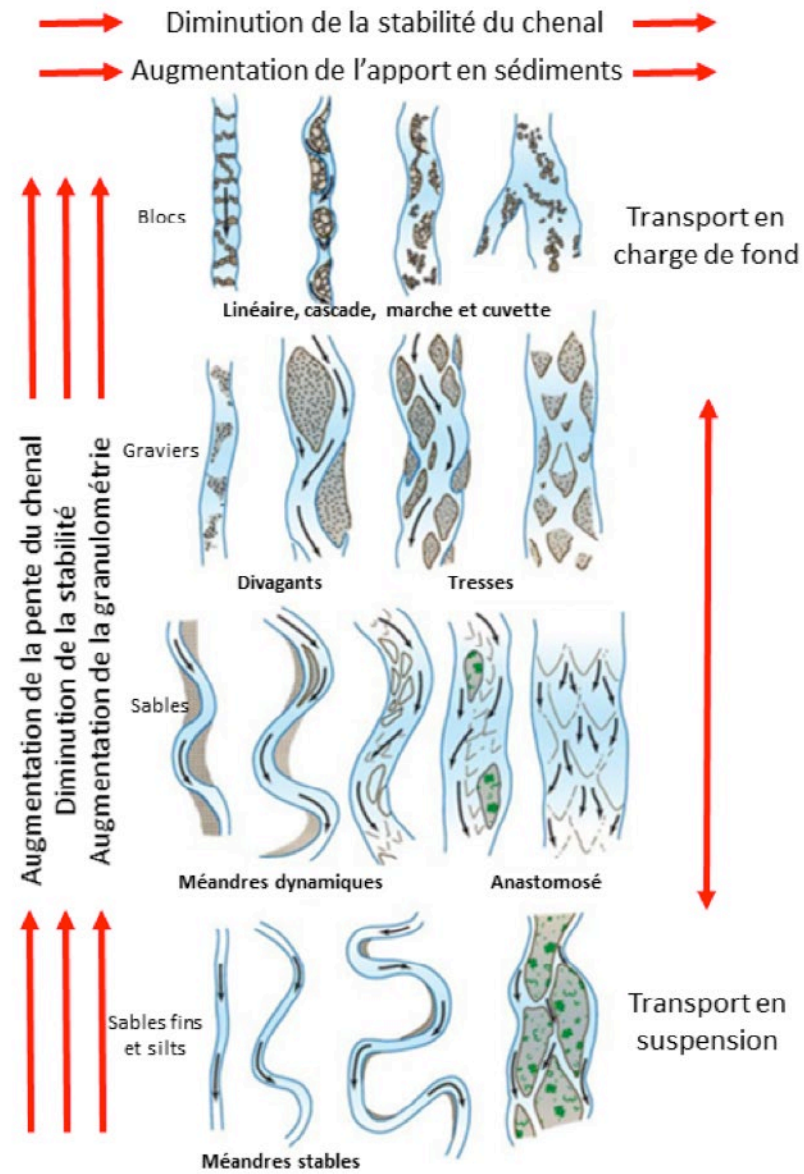 Diminution de la stabilité du chenal
Augmentation de l'apport en sédiments
Blocs
Transport en
charge de fond
Linéaire, cascade, marche et cuvette
Graviers
Divagants
Tresses
Augmentation de la pente du chenal
Diminution de la stabilité
Augmentation de la granulométrie
Sables
Méandres dynamiques
Anastomosé
Sables fins
et silts
Transport en
suspension
Méandres stables